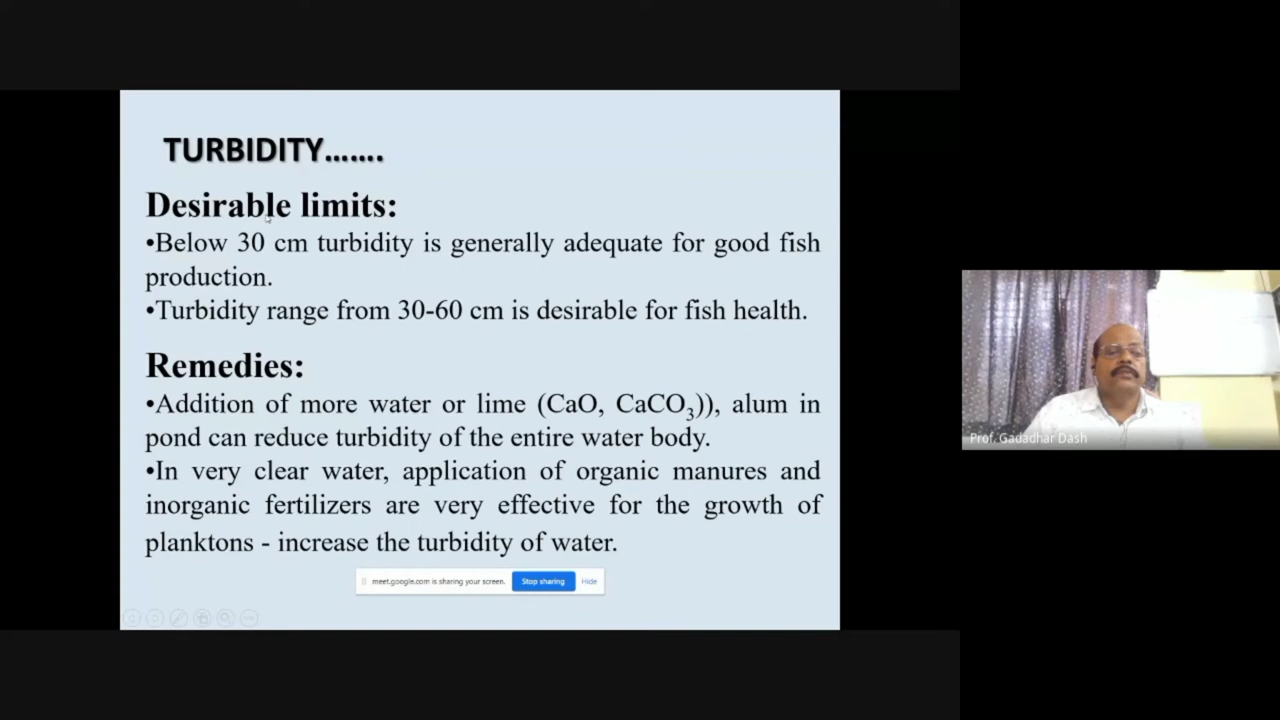 TURBIDITY.......
Desirable limits:
•Below 30 cm turbidity is generally adequate for good fish
production.
•Turbidity range from 30-60 cm is desirable for fish health.
Remedies:
•Addition of more water or lime (CaO, CaCO₃)), alum in
pond can reduce turbidity of the entire water body.
•In very clear water, application of organic manures and
inorganic fertilizers are very effective for the growth of
planktons - increase the turbidity of water.
meet.google.com is sharing your screen. Stop sharing Hide
Prof. Gadadhar Dash